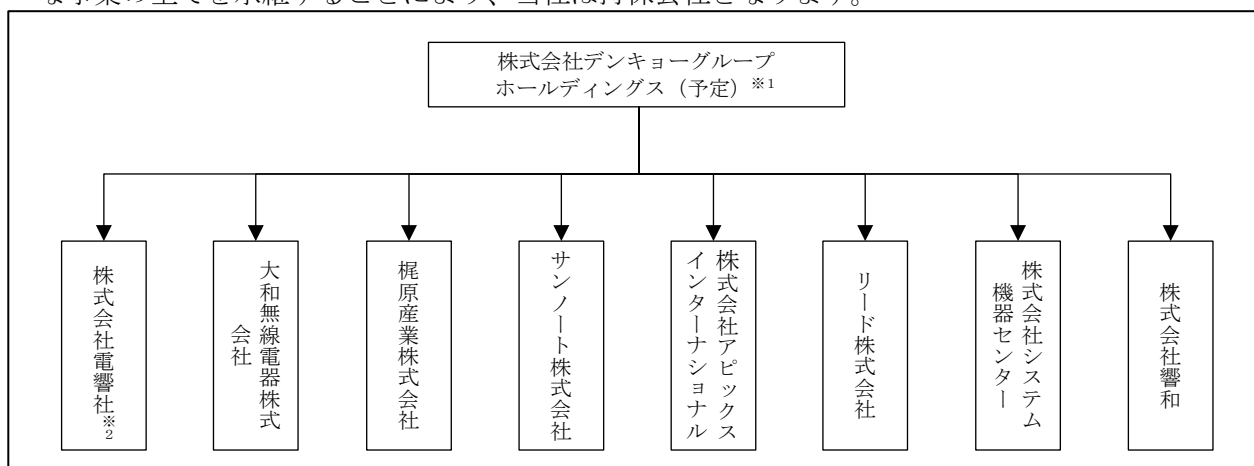 な事業の全てを承継することにより、当社は持株会社となります。
株式会社デンキョーグループ
ホールディングス（予定）※1
株式会社電響社※2
大和無線電器株式
会社
梶原産業株式会社
サンノート株式会社
株式会社アピックス
インターナショナル
リード株式会社
株式会社システム
機器センター
株式会社響和